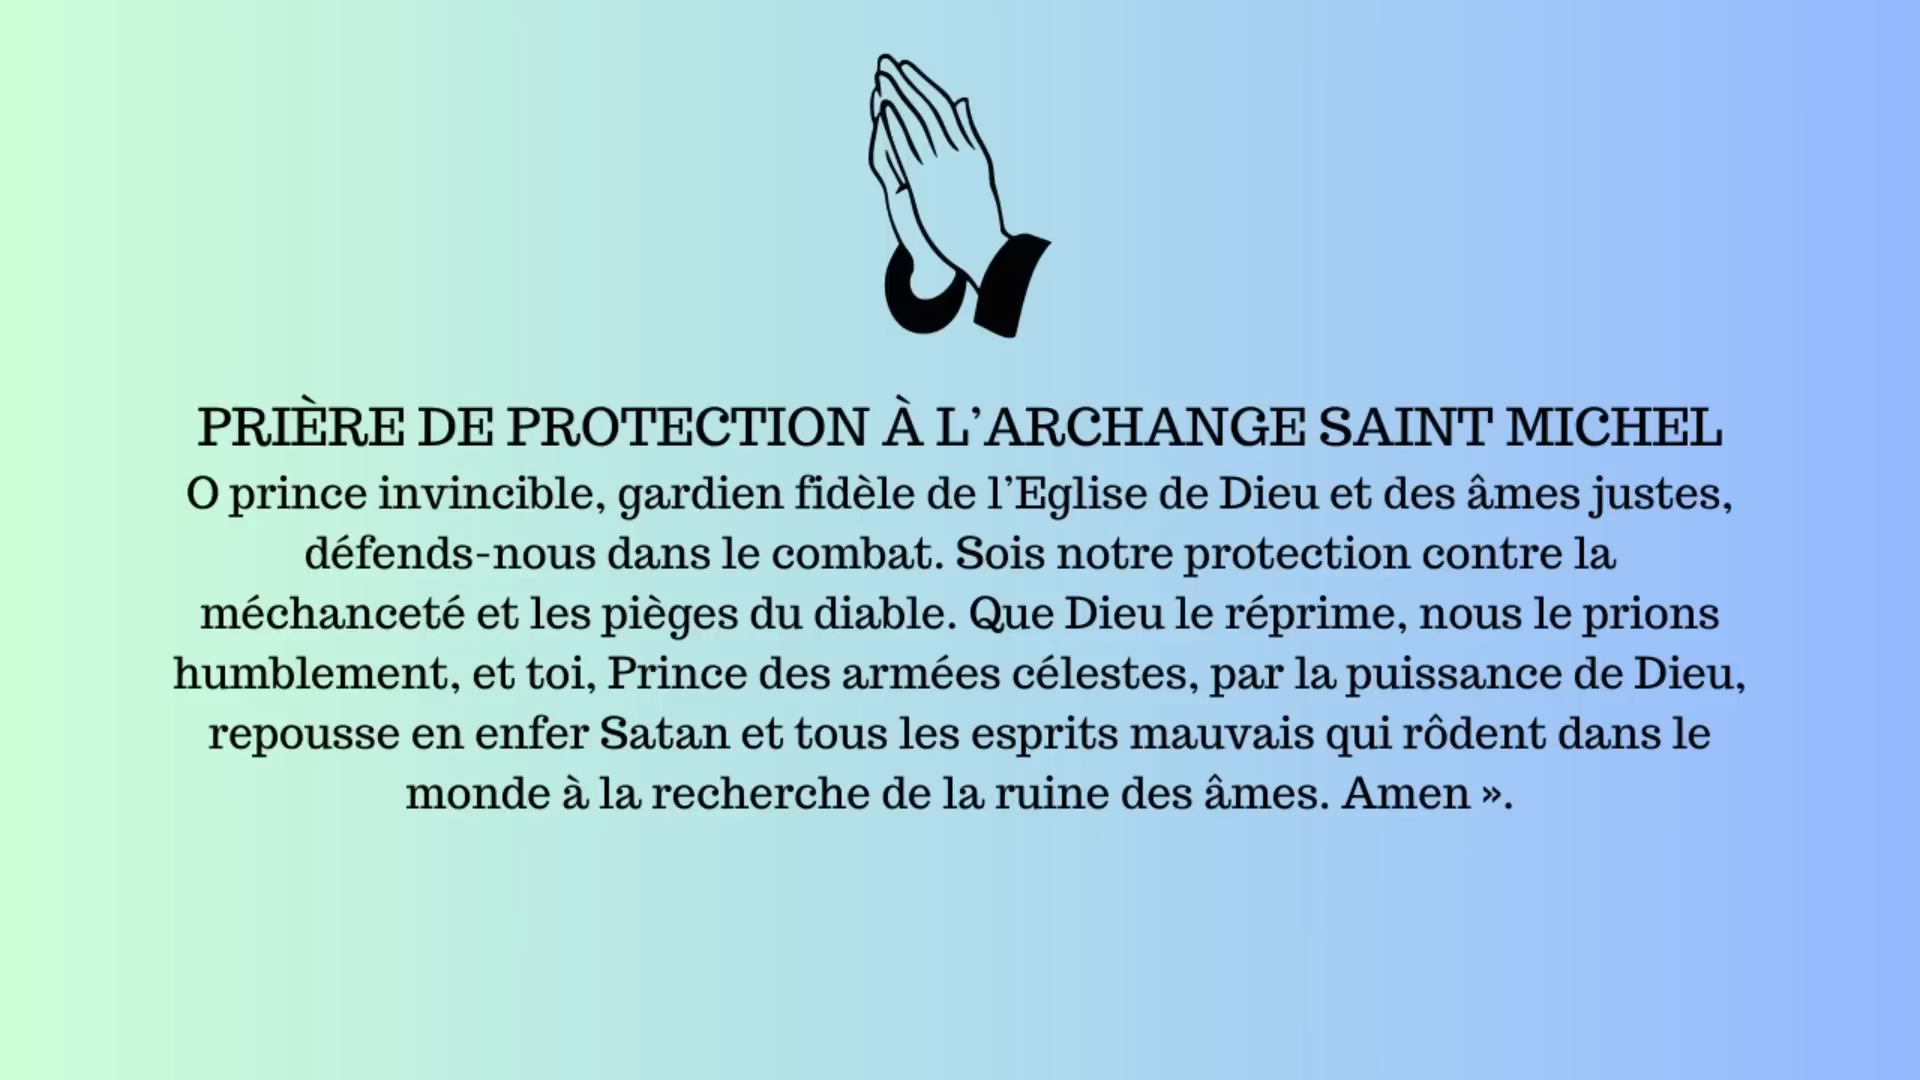 PRIÈRE DE PROTECTION À L’ARCHANGE SAINT MICHEL
O prince invincible, gardien fidèle de l’Eglise de Dieu et des âmes justes,
défends-nous dans le combat. Sois notre protection contre la
méchanceté et les pièges du diable. Que Dieu le réprime, nous le prions
humblement, et toi, Prince des armées célestes, par la puissance de Dieu,
repousse en enfer Satan et tous les esprits mauvais qui rôdent dans le
monde à la recherche de la ruine des âmes. Amen ».